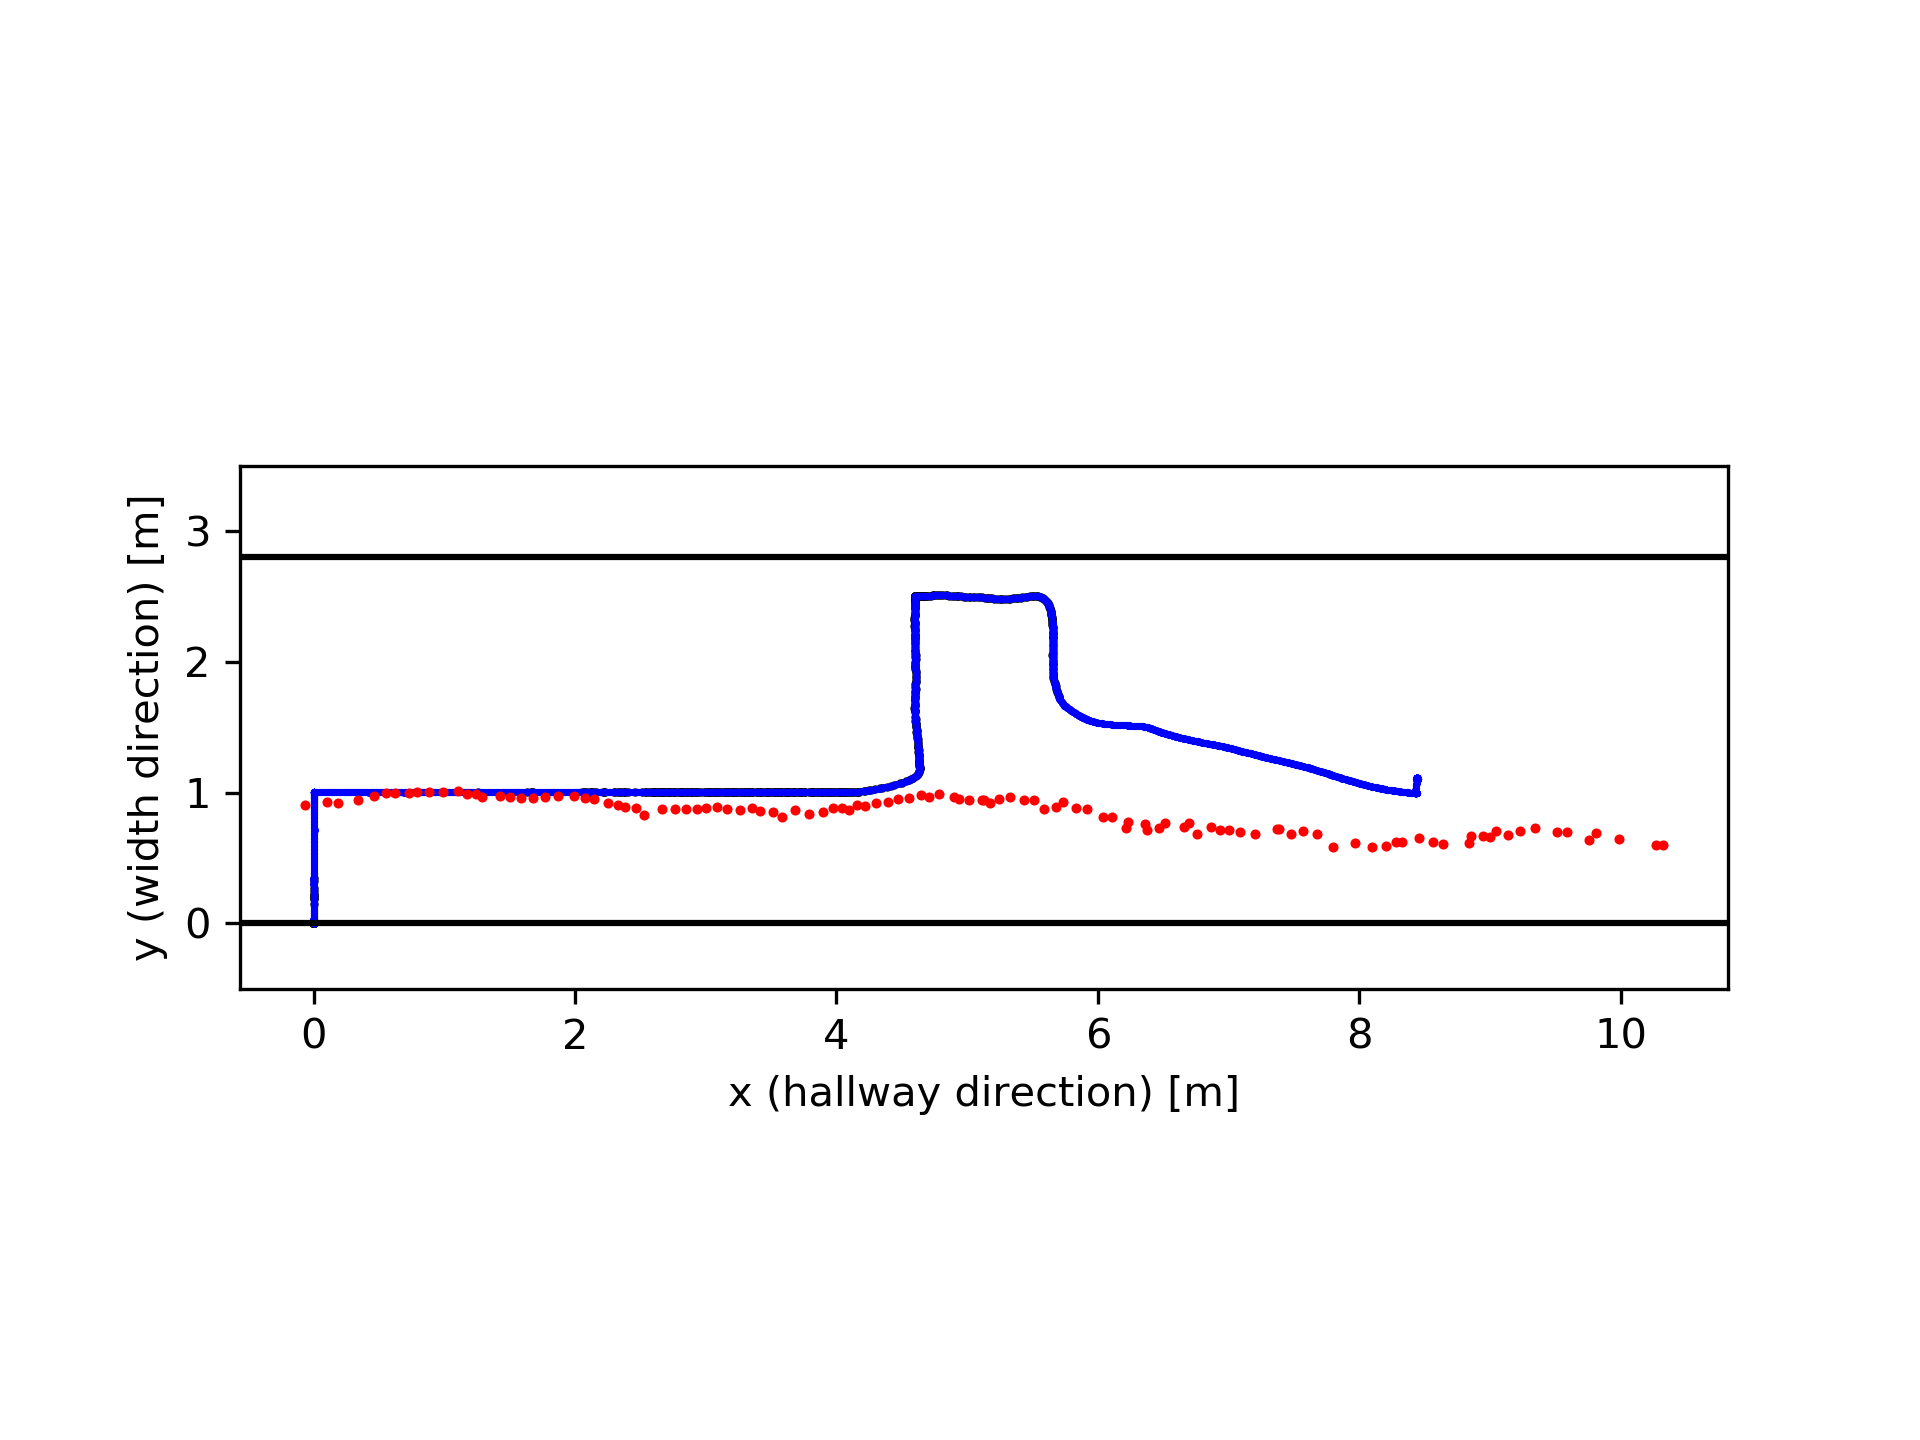 3
2
1
0
y (width direction) [m]
0 2 4 6 8 10
x (hallway direction) [m]